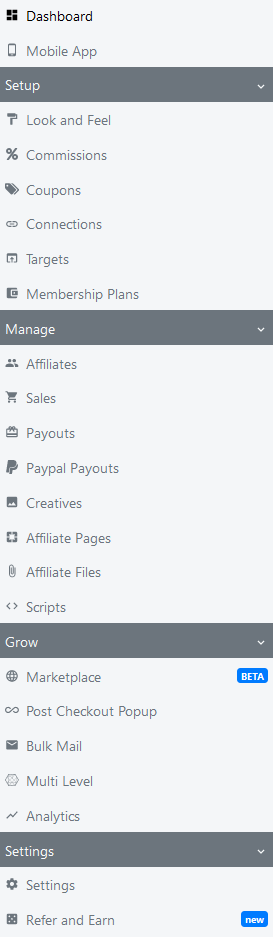 Dashboard
Mobile App
Setup
Look and Feel
Commissions
Coupons
Connections
Targets
Membership Plans
Manage
Affiliates
Sales
Payouts
Paypal Payouts
Creatives
Affiliate Pages
Affiliate Files
Scripts
Grow
Marketplace BETA
Post Checkout Popup
Bulk Mail
Multi Level
Analytics
Settings
Settings
Refer and Earn new